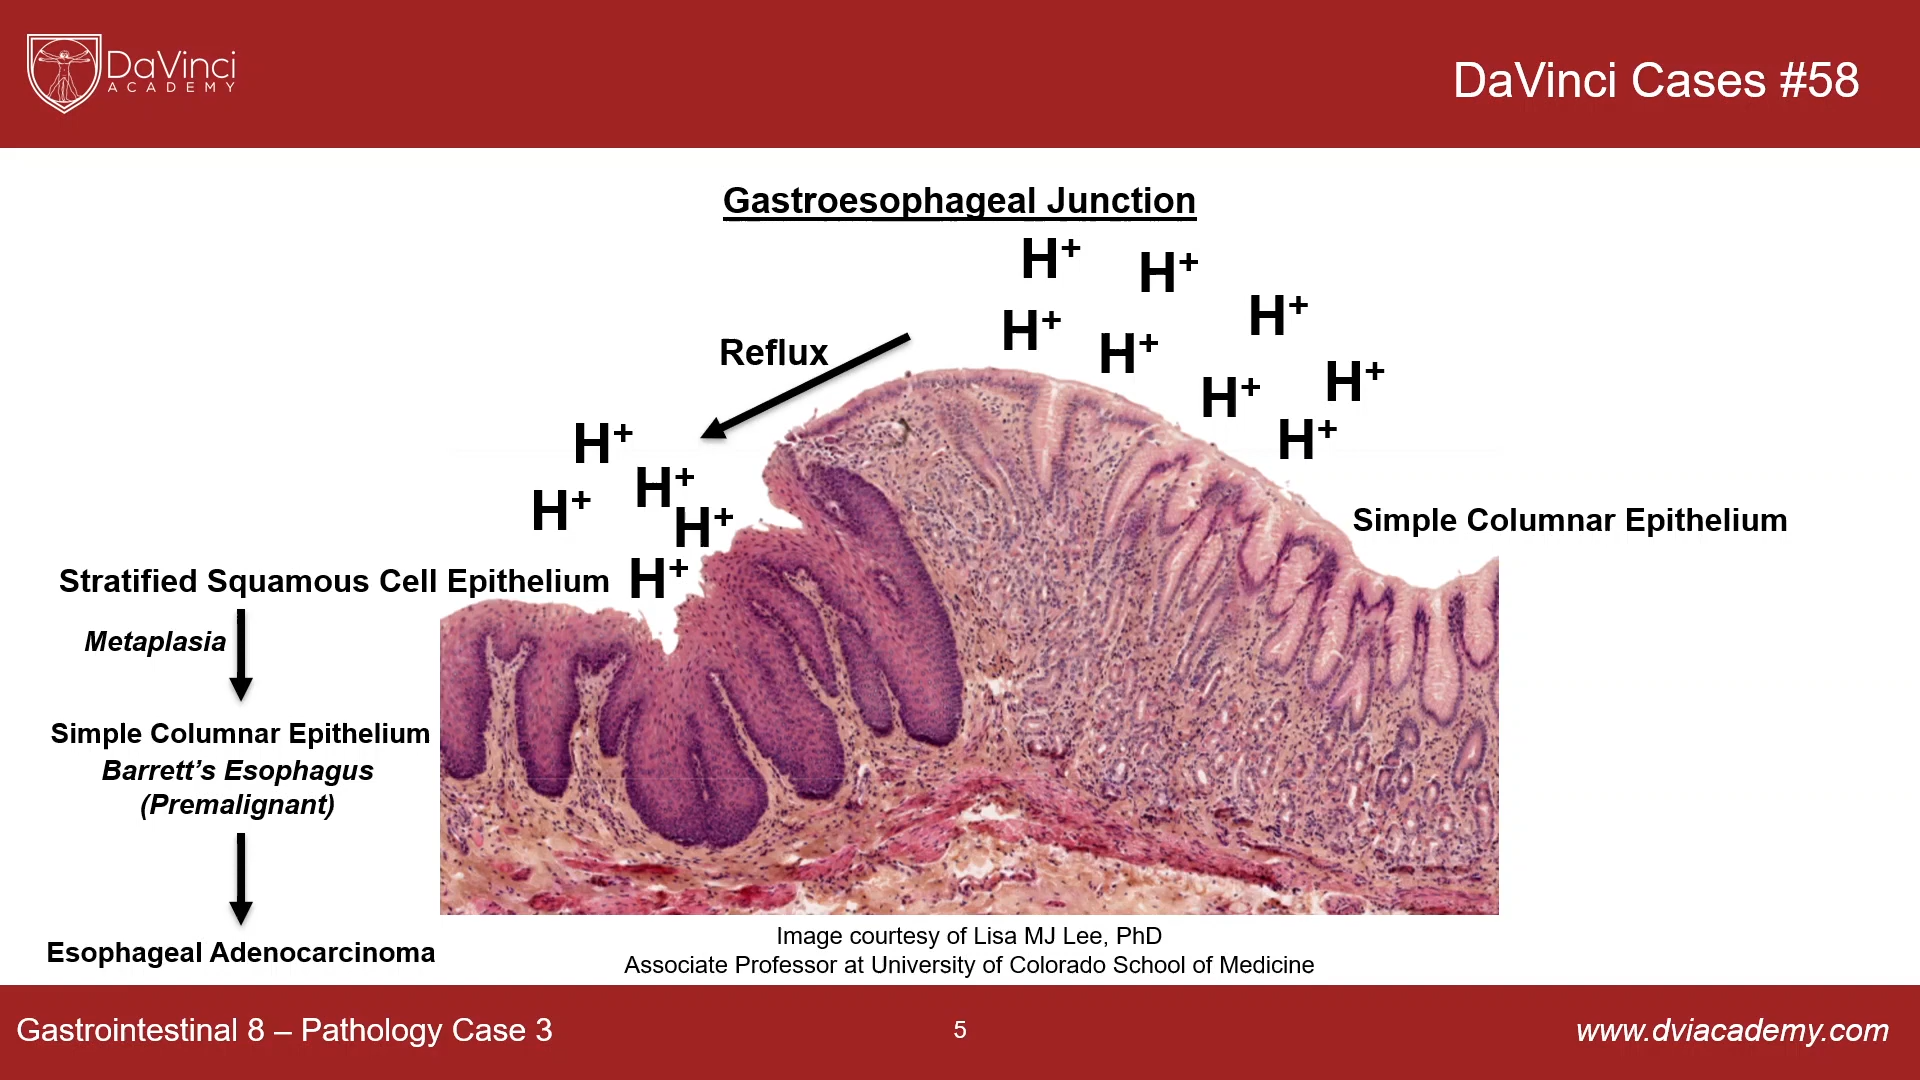 DaVinci
ACADEMY
DaVinci Cases #58
Gastroesophageal Junction
H+
H+
H+
H+
H+
H+
H+
H+
Reflux
H+
H+
H+
H+
H+
Simple Columnar Epithelium
Stratified Squamous Cell Epithelium
Metaplasia
Simple Columnar Epithelium
Barrett’s Esophagus
(Premalignant)
Esophageal Adenocarcinoma
Image courtesy of Lisa MJ Lee, PhD
Associate Professor at University of Colorado School of Medicine
Gastrointestinal 8 – Pathology Case 3
5
www.dviacademy.com